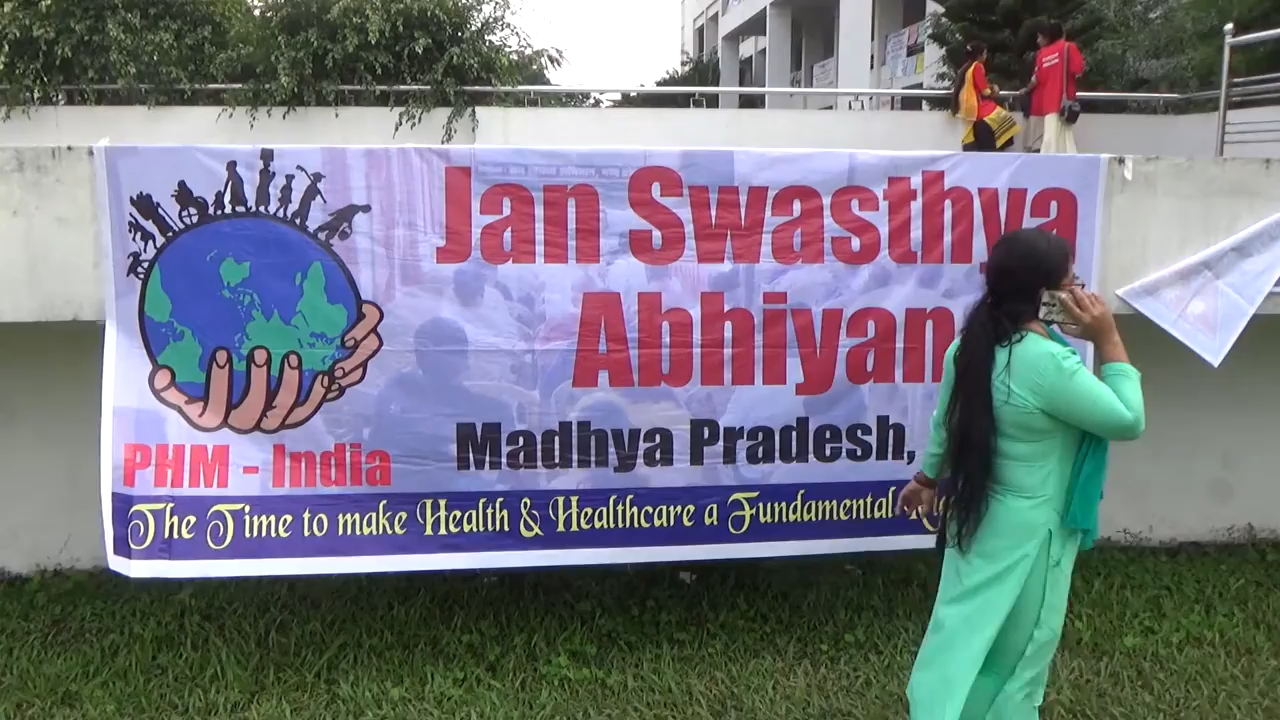 Jan Swasthya
Abhiyan
Madhya Pradesh,
PHM - India
The Time to make Health & Healthcare a Fundamental